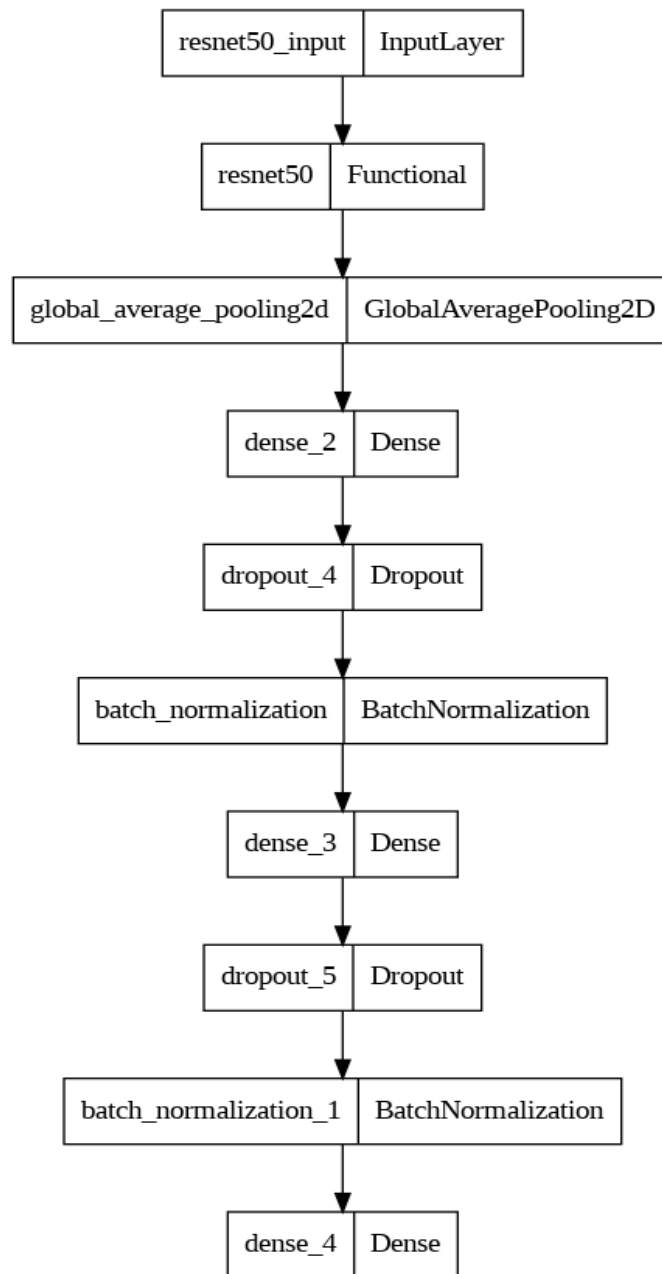 resnet50_input InputLayer
resnet50 Functional
global_average_pooling2d GlobalAveragePooling2D
dense_2 Dense
dropout_4 Dropout
batch_normalization BatchNormalization
dense_3 Dense
dropout_5 Dropout
batch_normalization_1 BatchNormalization
dense_4 Dense